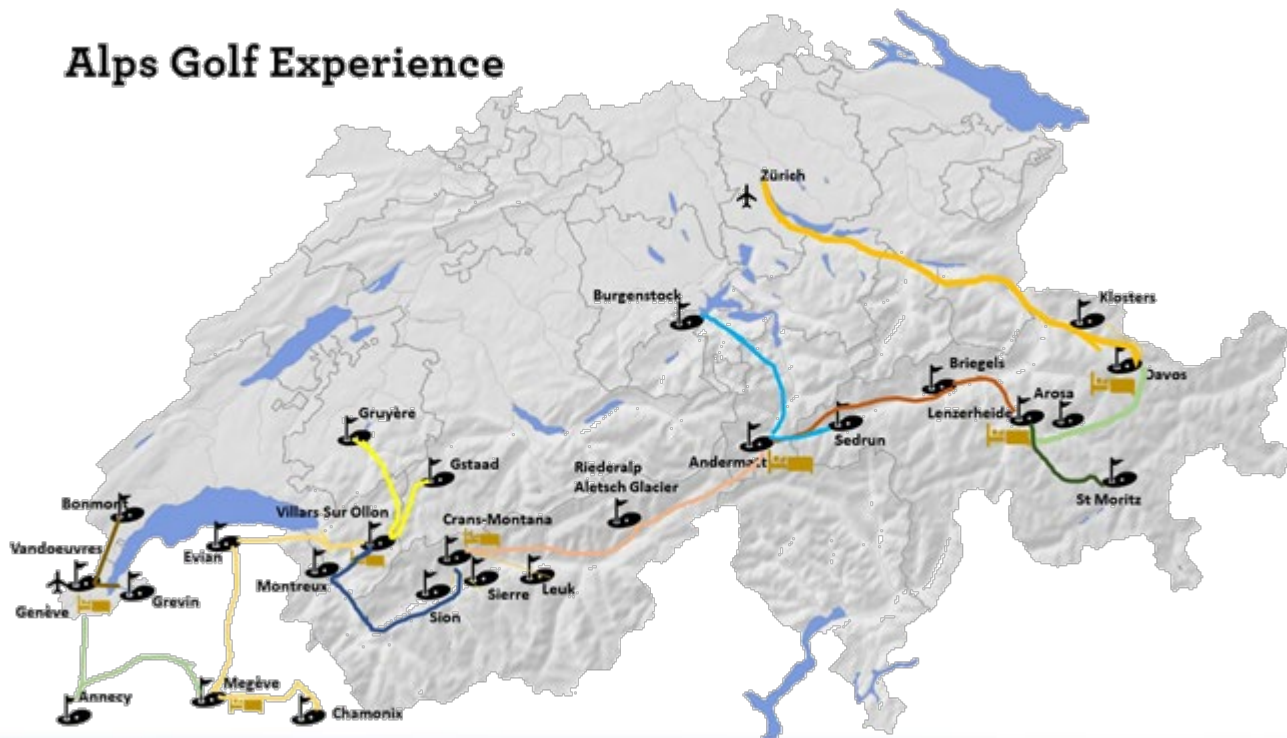 Alps Golf Experience
Zürich
Burgenstock
Klosters
Davos
Briegels
Arosa
Lenzerheide
Sedrun
Andermatt
St Moritz
Gruyère
Gstaad
Riederalp
Aletsch Glacier
Villars Sur Ollon
Crans-Montana
Bonmont
Vandoeuvres
Evian
Montreux
Genève
Grevin
Sierre
Leuk
Sion
Annecy
Megève
Chamonix